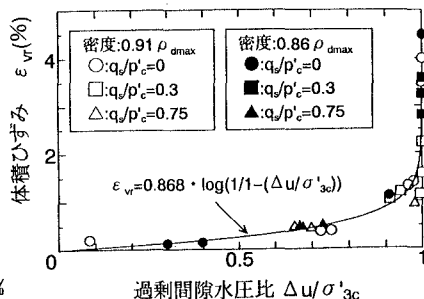 体積ひずみ ε_vr(%)
4
2
0
密度:0.91 ρ_dmax
○:q_s/p'_c=0
□:q_s/p'_c=0.3
△:q_s/p'_c=0.75
密度:0.86 ρ_dmax
●:q_s/p'_c=0
■:q_s/p'_c=0.3
▲:q_s/p'_c=0.75
ε_vr=0.868・log(1/1-(Δu/σ'_3c))
0
0.5
1
%
過剰間隙水圧比 Δu/σ'_3c